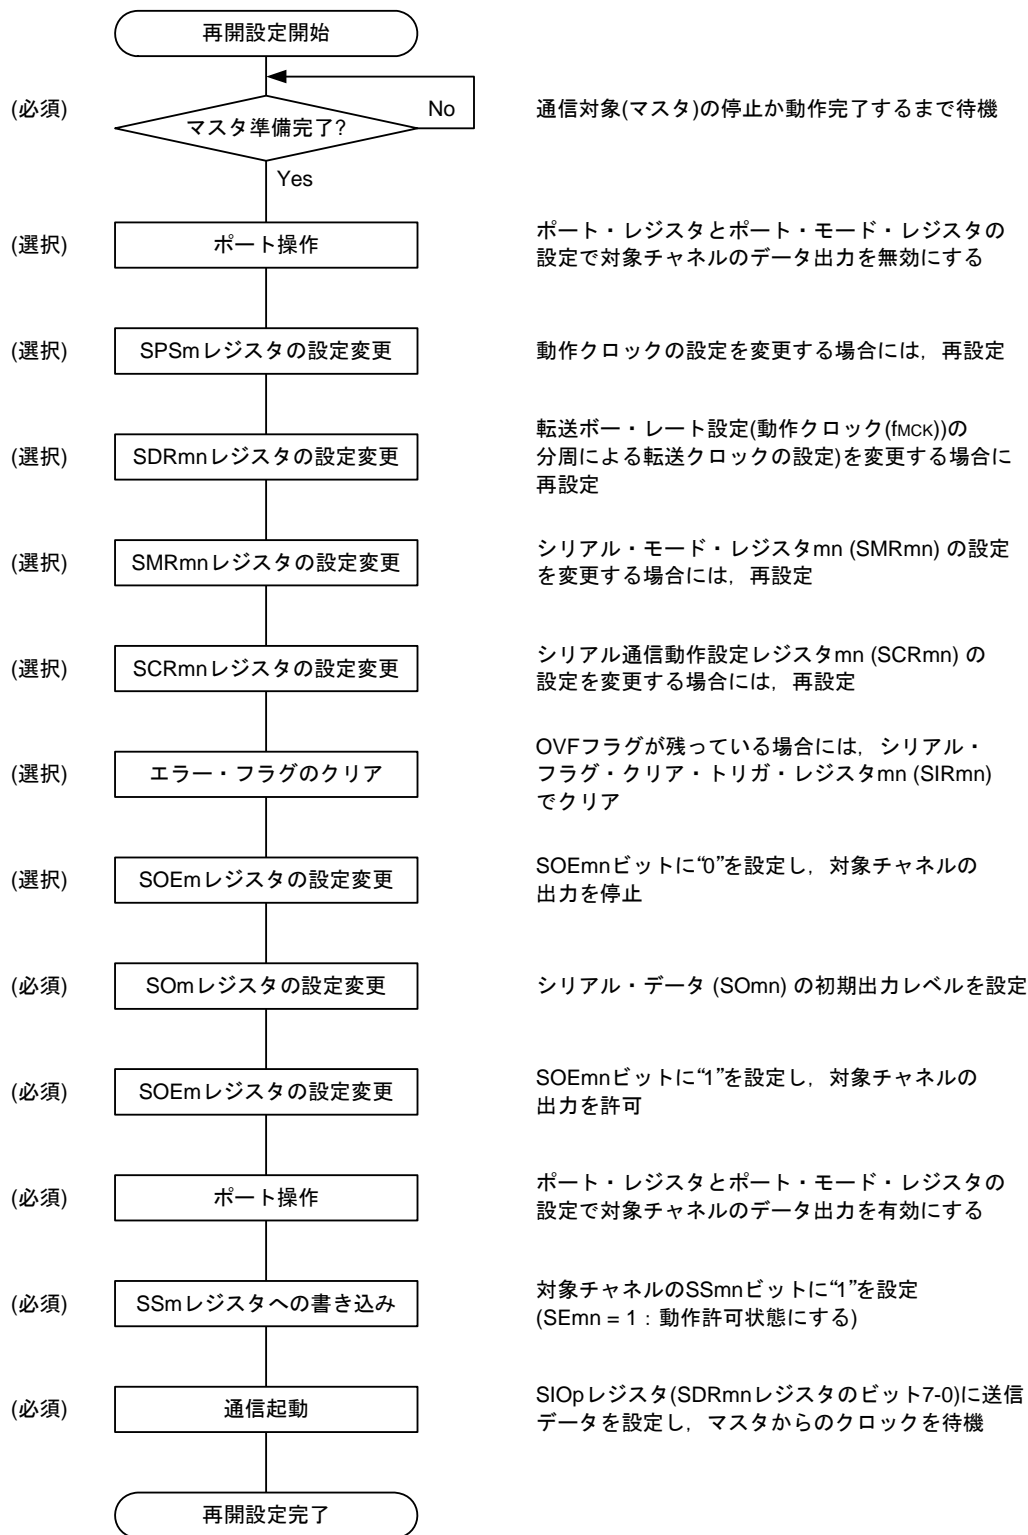 再開設定開始
(必須)
マスタ準備完了?
No
通信対象(マスタ)の停止か動作完了するまで待機
Yes
(選択)
ポート操作
ポート・レジスタとポート・モード・レジスタの
設定で対象チャネルのデータ出力を無効にする
(選択)
SPSmレジスタの設定変更
動作クロックの設定を変更する場合には，再設定
(選択)
SDRmnレジスタの設定変更
転送ボー・レート設定(動作クロック(fMCK))の
分周による転送クロックの設定)を変更する場合に
再設定
(選択)
SMRmnレジスタの設定変更
シリアル・モード・レジスタmn (SMRmn) の設定
を変更する場合には，再設定
(選択)
SCRmnレジスタの設定変更
シリアル通信動作設定レジスタmn (SCRmn) の
設定を変更する場合には，再設定
(選択)
エラー・フラグのクリア
OVFフラグが残っている場合には，シリアル・
フラグ・クリア・トリガ・レジスタmn (SIRmn)
でクリア
(選択)
SOEmレジスタの設定変更
SOEmnビットに“0”を設定し，対象チャネルの
出力を停止
(必須)
SOmレジスタの設定変更
シリアル・データ (SOmn) の初期出力レベルを設定
(必須)
SOEmレジスタの設定変更
SOEmnビットに“1”を設定し，対象チャネルの
出力を許可
(必須)
ポート操作
ポート・レジスタとポート・モード・レジスタの
設定で対象チャネルのデータ出力を有効にする
(必須)
SSmレジスタへの書き込み
対象チャネルのSSmnビットに“1”を設定
(SEmn = 1：動作許可状態にする)
(必須)
通信起動
SIOpレジスタ(SDRmnレジスタのビット7-0)に送信
データを設定し，マスタからのクロックを待機
再開設定完了